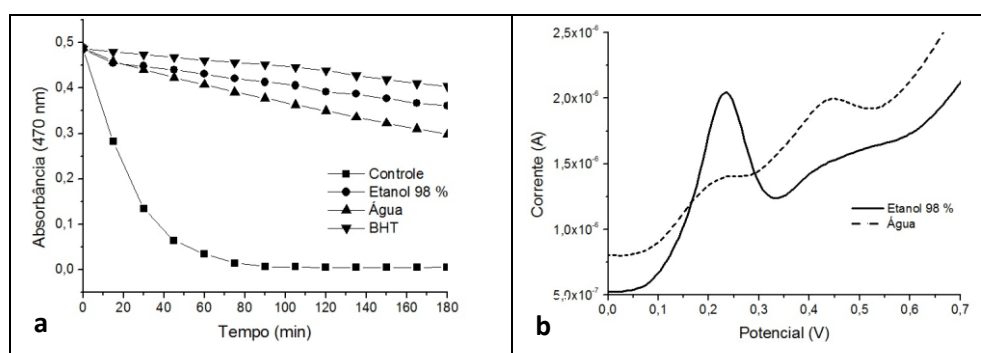 0,5
0,4
0,3
0,2
0,1
0,0
Absorbância (470 nm)
Controle
Etanol 98 %
Água
BHT
0 20 40 60 80 100 120 140 160 180
Tempo (min)
a
2,5x10⁻⁶
2,0x10⁻⁶
1,5x10⁻⁶
1,0x10⁻⁶
5,0x10⁻⁷
Corrente (A)
Etanol 98 %
Água
0,0 0,1 0,2 0,3 0,4 0,5 0,6 0,7
Potencial (V)
b